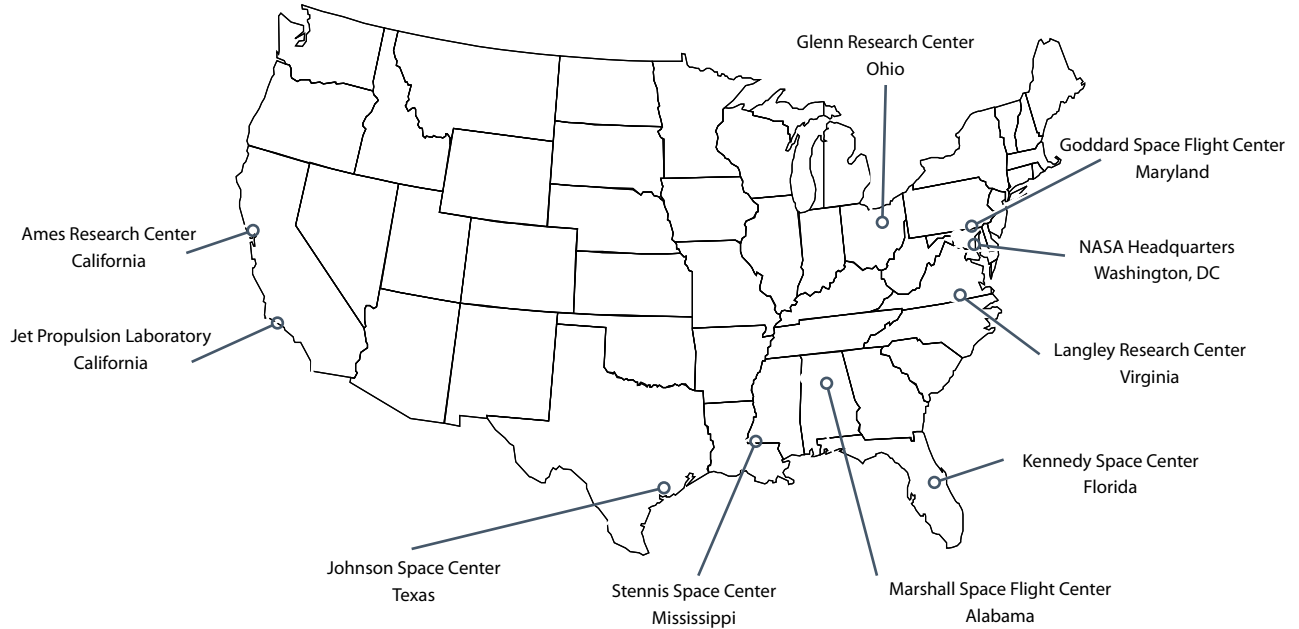 Glenn Research Center
Ohio
Goddard Space Flight Center
Maryland
Ames Research Center
California
NASA Headquarters
Washington, DC
Jet Propulsion Laboratory
California
Langley Research Center
Virginia
Kennedy Space Center
Florida
Johnson Space Center
Texas
Stennis Space Center
Mississippi
Marshall Space Flight Center
Alabama